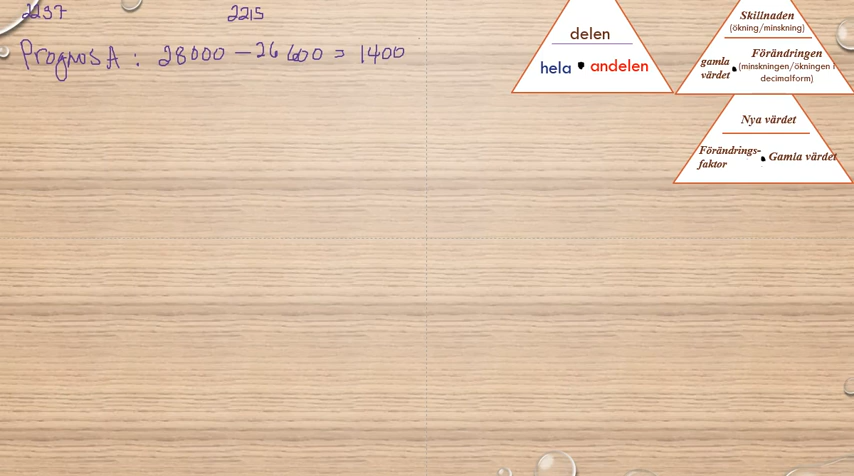 2237 2215
Prognos A : 28000 - 26600 = 1400
delen
hela • andelen
Skillnaden
(ökning/minskning)
gamla värdet • Förändringen
(minskningen/ökningen i decimalform)
Nya värdet
Förändrings-
faktor • Gamla värdet